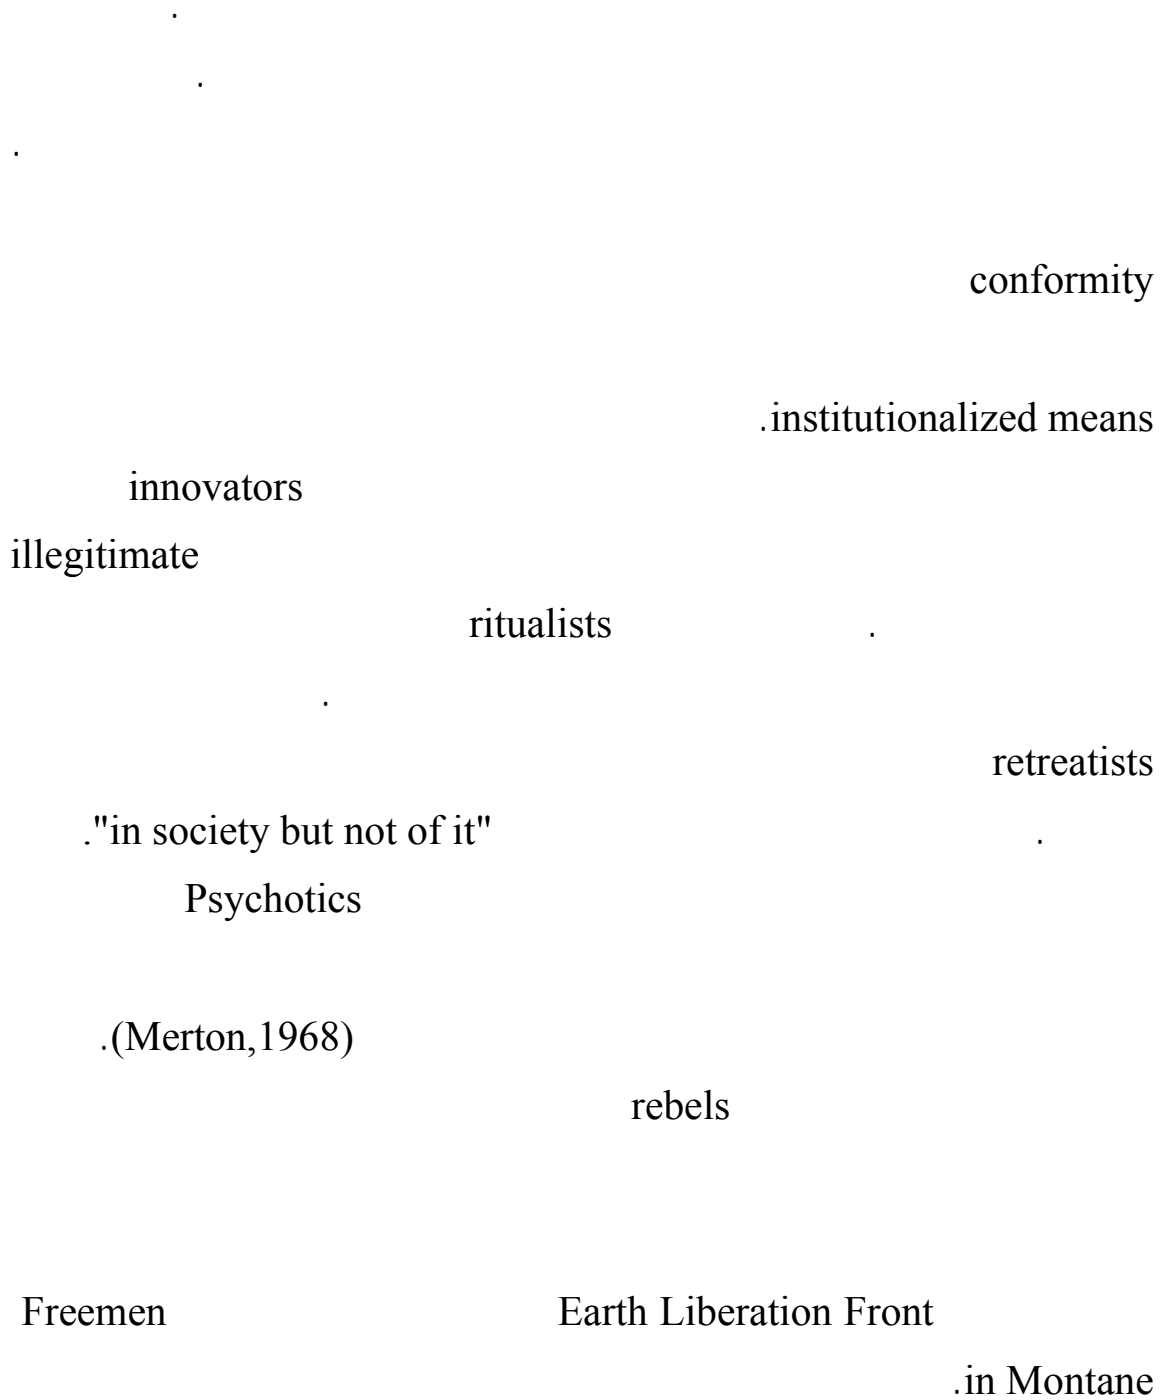 .
.
.
conformity
.institutionalized means
innovators
illegitimate
ritualists .
.
retreatists
."in society but not of it" .
Psychotics
.(Merton,1968)
rebels
Freemen Earth Liberation Front
.in Montane